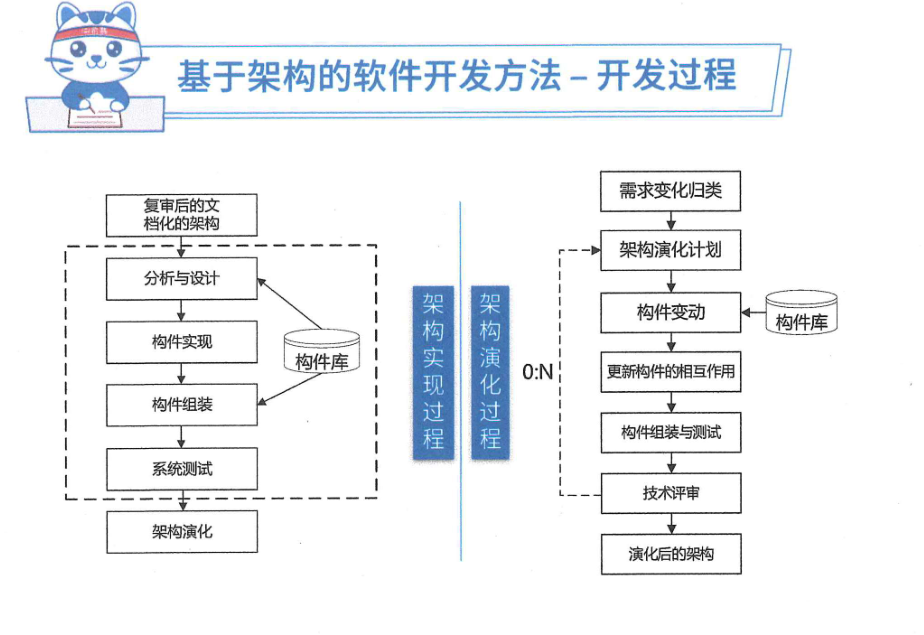 基于架构的软件开发方法 – 开发过程
复审后的文
档化的架构
分析与设计
构件实现
构件组装
系统测试
架构演化
构件库
架构实现过程
架构演化过程
0:N
需求变化归类
架构演化计划
构件变动
构件库
更新构件的相互作用
构件组装与测试
技术评审
演化后的架构